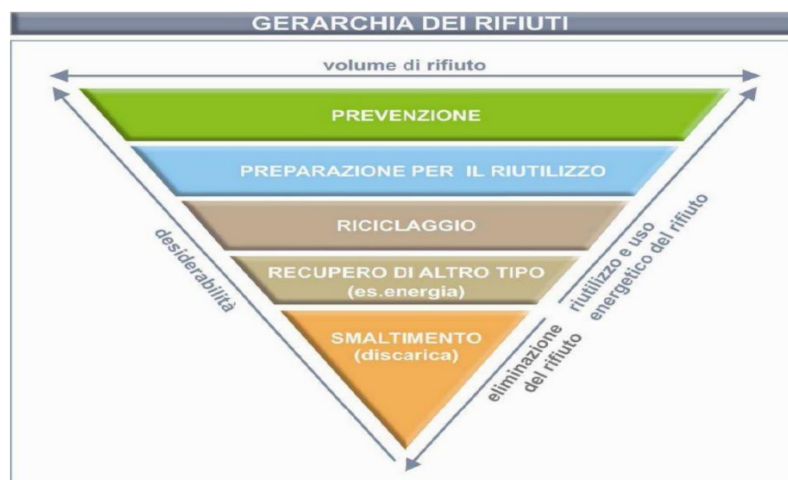 GERARCHIA DEI RIFIUTI
volume di rifiuto
PREVENZIONE
PREPARAZIONE PER IL RIUTILIZZO
RICICLAGGIO
RECUPERO DI ALTRO TIPO
(es.energia)
SMALTIMENTO
(discarica)
desiderabilità
riutilizzo e uso
energetico del rifiuto
eliminazione
del rifiuto